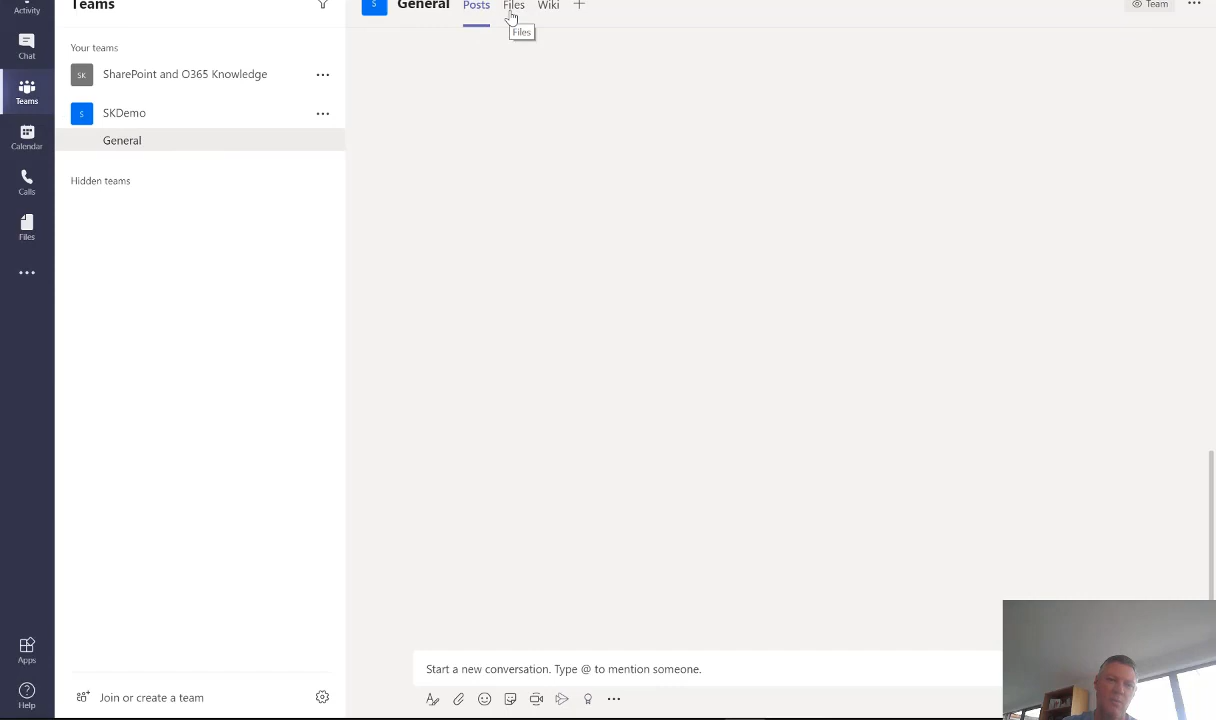 Activity
Chat
Teams
Calendar
Calls
Files
Apps
Help
Teams
Your teams
SK SharePoint and O365 Knowledge
S SKDemo
General
Hidden teams
Join or create a team
S General Posts Files Wiki
Files
Team
Start a new conversation. Type @ to mention someone.